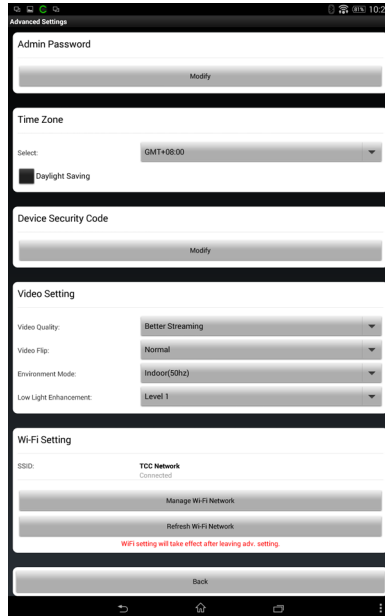 81% 10:2
Advanced Settings
Admin Password
Modify
Time Zone
Select: GMT+08:00
Daylight Saving
Device Security Code
Modify
Video Setting
Video Quality: Better Streaming
Video Flip: Normal
Environment Mode: Indoor(50hz)
Low Light Enhancement: Level 1
Wi-Fi Setting
SSID: TCC Network
Connected
Manage Wi-Fi Network
Refresh Wi-Fi Network
WiFi setting will take effect after leaving adv. setting.
Back